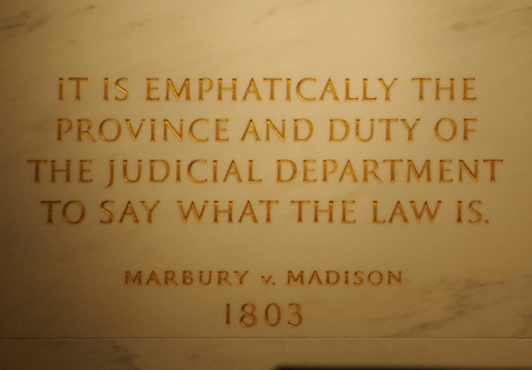 IT IS EMPHATICALLY THE
PROVINCE AND DUTY OF
THE JUDICIAL DEPARTMENT
TO SAY WHAT THE LAW IS.
MARBURY v. MADISON
1803